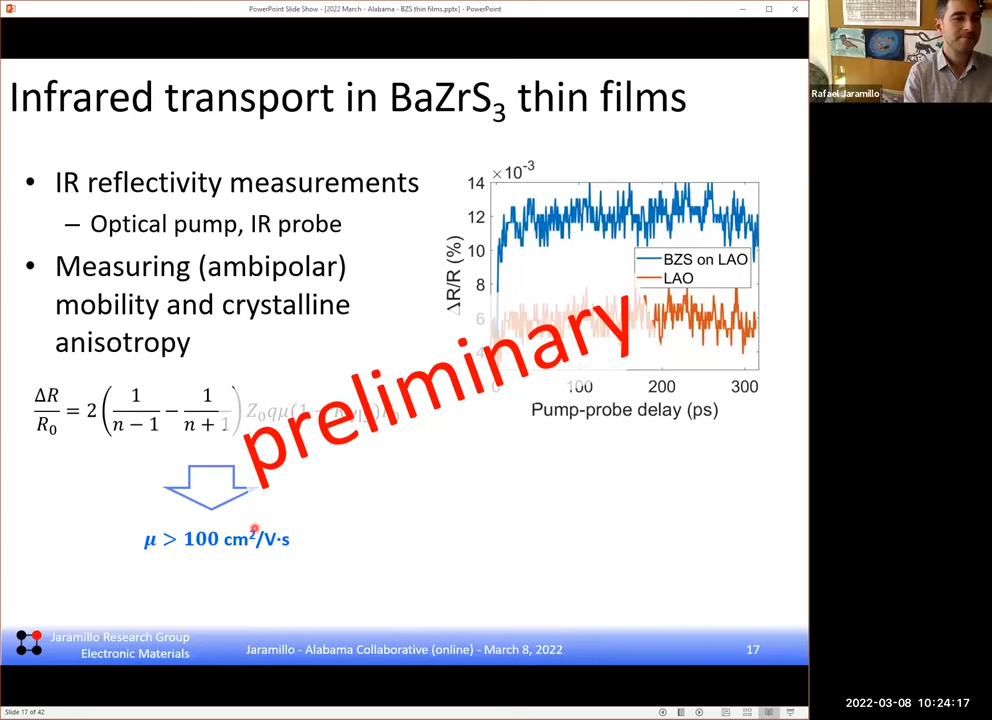 PowerPoint Slide Show - [2022 March - Alabama - BZS thin films.pptx] - PowerPoint
Infrared transport in BaZrS3 thin films
• IR reflectivity measurements
– Optical pump, IR probe
• Measuring (ambipolar)
mobility and crystalline
anisotropy
ΔR/R0 = 2(1/(n − 1) − 1/(n + 1)) Z0qμ(1
μ > 100 cm²/V·s
×10-3
14
12
10
8
6
4
ΔR/R (%)
BZS on LAO
LAO
0 100 200 300
Pump-probe delay (ps)
preliminary
Jaramillo Research Group
Electronic Materials
Jaramillo - Alabama Collaborative (online) - March 8, 2022
17
Slide 17 of 42
Rafael Jaramillo
2022-03-08 10:24:17